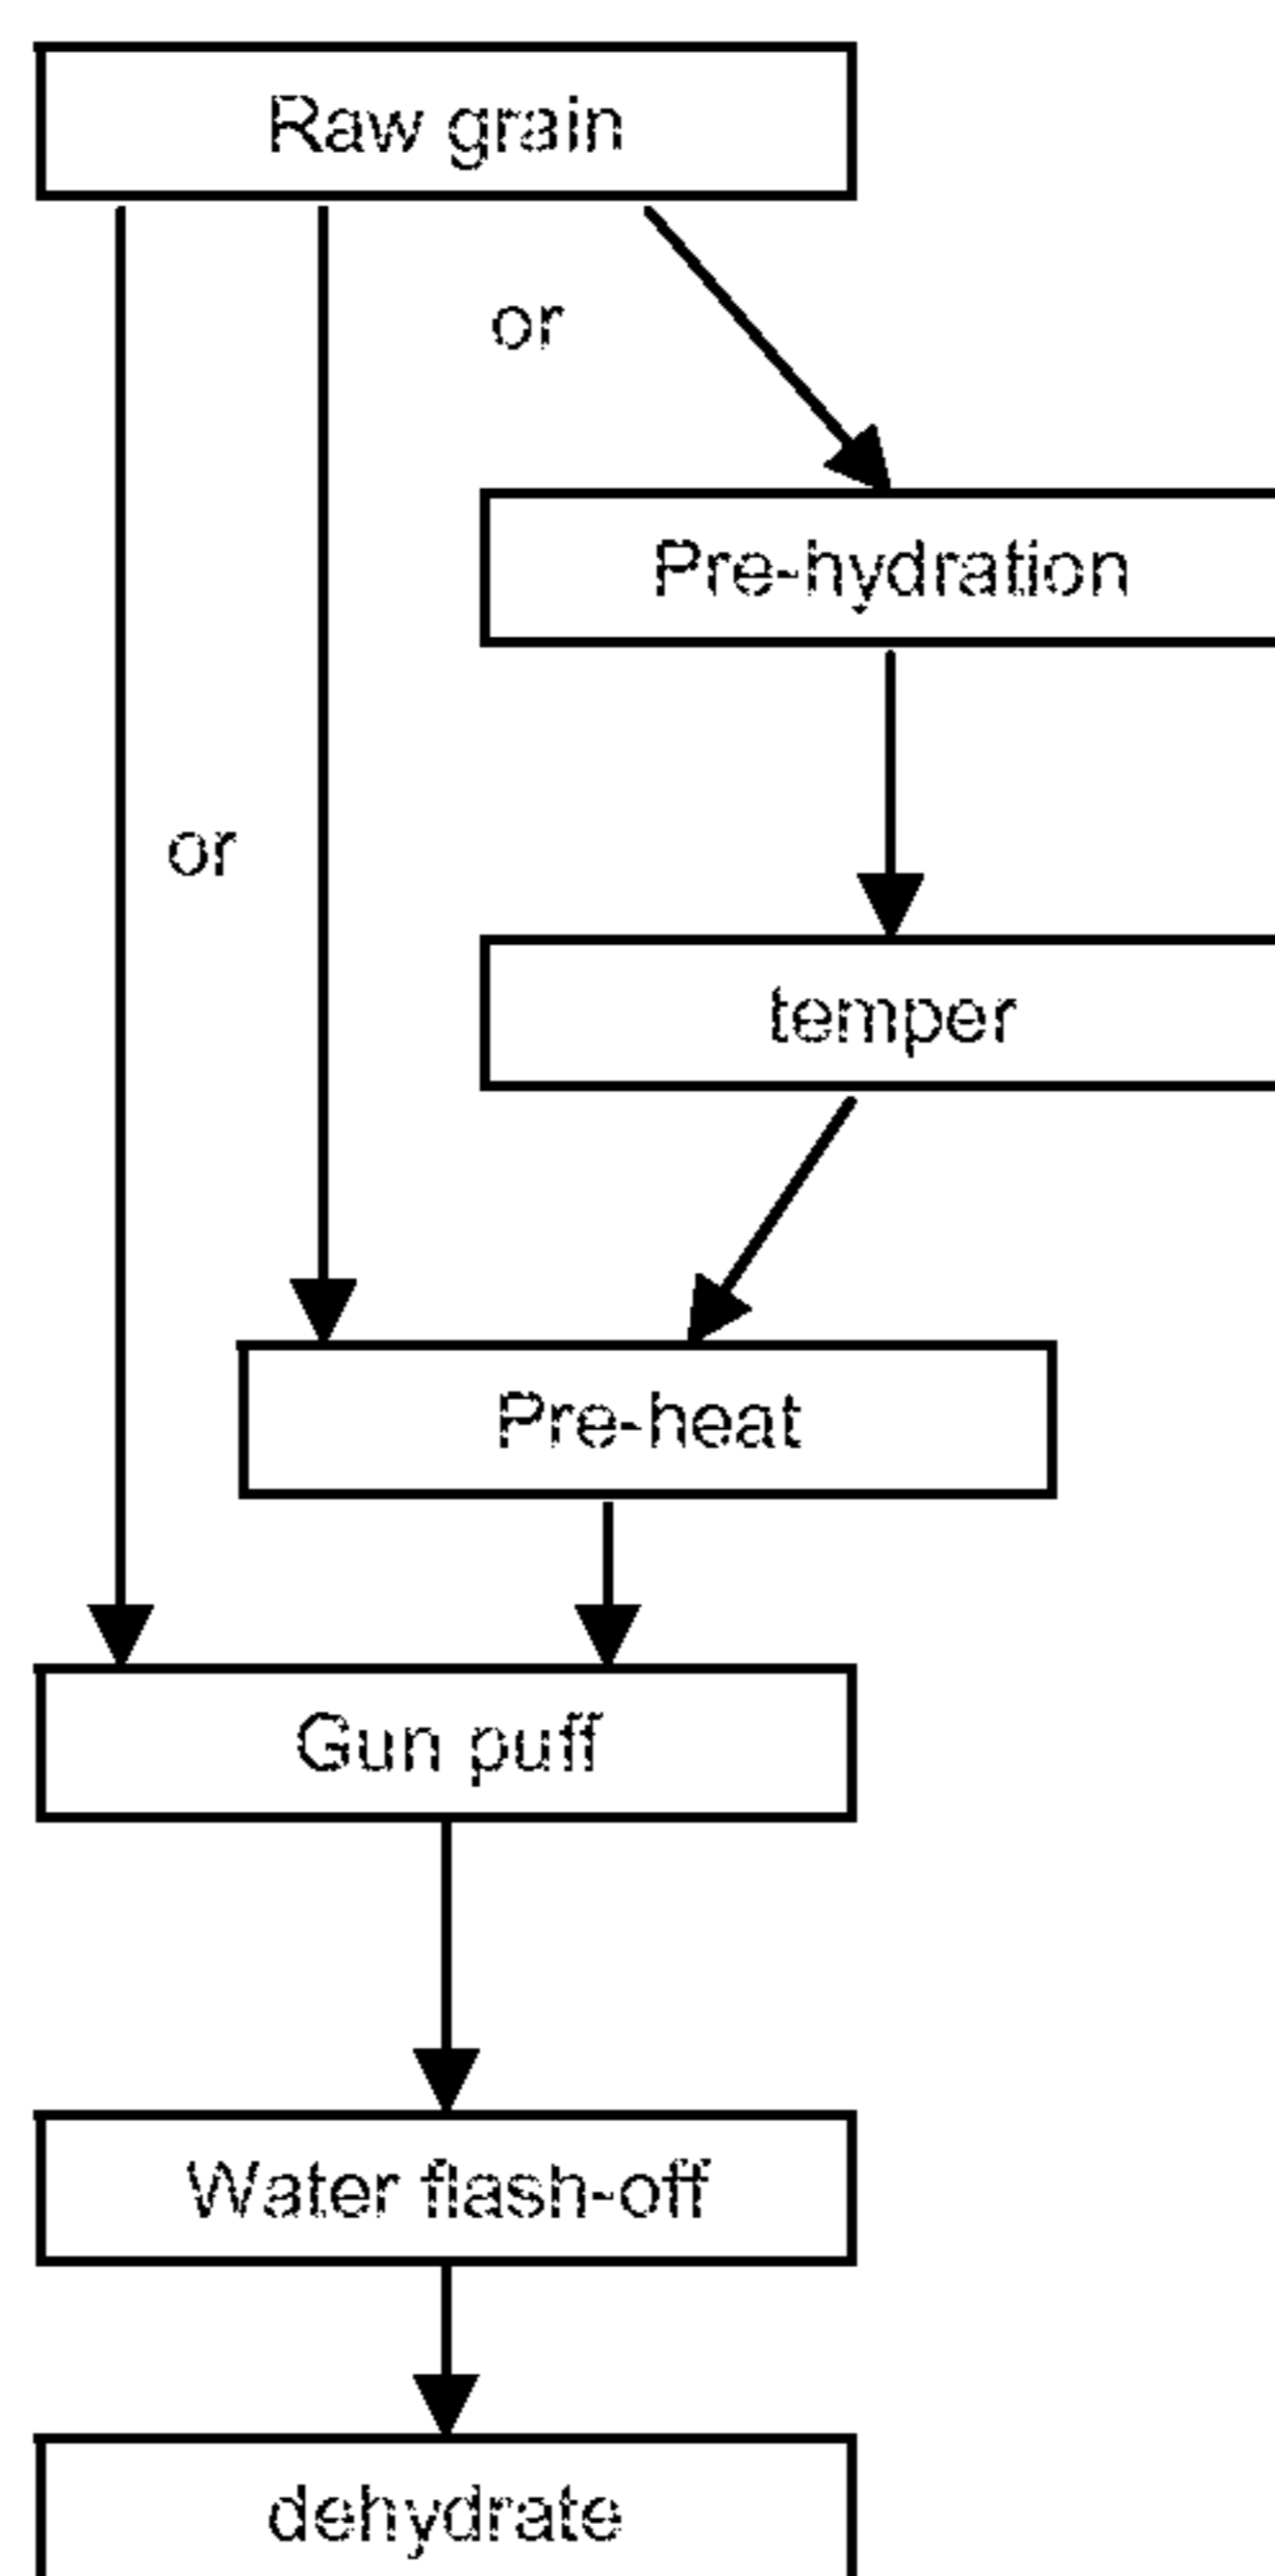 Raw grain
or
Pre-hydration
or
temper
Pre-heat
Gun puff
Water flash-off
dehydrate